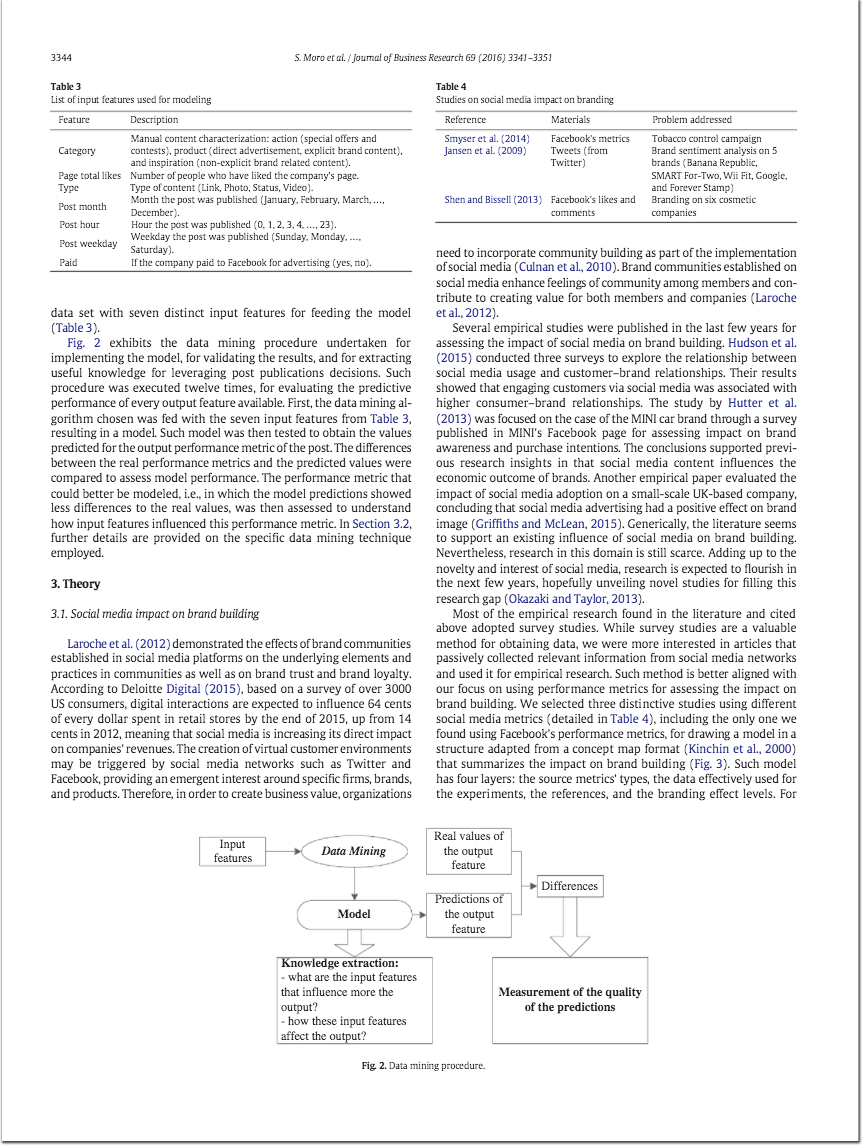 3344
S. Moro et al. / Journal of Business Research 69 (2016) 3341–3351
Table 3
List of input features used for modeling
Feature Description
Category Manual content characterization: action (special offers and
contests), product (direct advertisement, explicit brand content),
and inspiration (non-explicit brand related content).
Page total likes Number of people who have liked the company's page.
Type Type of content (Link, Photo, Status, Video).
Post month Month the post was published (January, February, March, …,
December).
Post hour Hour the post was published (0, 1, 2, 3, 4, …, 23).
Post weekday Weekday the post was published (Sunday, Monday, …,
Saturday).
Paid If the company paid to Facebook for advertising (yes, no).
data set with seven distinct input features for feeding the model
(Table 3).
Fig. 2 exhibits the data mining procedure undertaken for
implementing the model, for validating the results, and for extracting
useful knowledge for leveraging post publications decisions. Such
procedure was executed twelve times, for evaluating the predictive
performance of every output feature available. First, the data mining al-
gorithm chosen was fed with the seven input features from Table 3,
resulting in a model. Such model was then tested to obtain the values
predicted for the output performance metric of the post. The differences
between the real performance metrics and the predicted values were
compared to assess model performance. The performance metric that
could better be modeled, i.e., in which the model predictions showed
less differences to the real values, was then assessed to understand
how input features influenced this performance metric. In Section 3.2,
further details are provided on the specific data mining technique
employed.
3. Theory
3.1. Social media impact on brand building
Laroche et al. (2012) demonstrated the effects of brand communities
established in social media platforms on the underlying elements and
practices in communities as well as on brand trust and brand loyalty.
According to Deloitte Digital (2015), based on a survey of over 3000
US consumers, digital interactions are expected to influence 64 cents
of every dollar spent in retail stores by the end of 2015, up from 14
cents in 2012, meaning that social media is increasing its direct impact
on companies' revenues. The creation of virtual customer environments
may be triggered by social media networks such as Twitter and
Facebook, providing an emergent interest around specific firms, brands,
and products. Therefore, in order to create business value, organizations
Table 4
Studies on social media impact on branding
Reference Materials Problem addressed
Smyser et al. (2014) Facebook's metrics Tobacco control campaign
Jansen et al. (2009) Tweets (from Brand sentiment analysis on 5
Twitter) brands (Banana Republic,
SMART For-Two, Wii Fit, Google,
and Forever Stamp)
Shen and Bissell (2013) Facebook's likes and Branding on six cosmetic
comments companies
need to incorporate community building as part of the implementation
of social media (Culnan et al., 2010). Brand communities established on
social media enhance feelings of community among members and con-
tribute to creating value for both members and companies (Laroche
et al., 2012).
Several empirical studies were published in the last few years for
assessing the impact of social media on brand building. Hudson et al.
(2015) conducted three surveys to explore the relationship between
social media usage and customer–brand relationships. Their results
showed that engaging customers via social media was associated with
higher consumer–brand relationships. The study by Hutter et al.
(2013) was focused on the case of the MINI car brand through a survey
published in MINI's Facebook page for assessing impact on brand
awareness and purchase intentions. The conclusions supported previ-
ous research insights in that social media content influences the
economic outcome of brands. Another empirical paper evaluated the
impact of social media adoption on a small-scale UK-based company,
concluding that social media advertising had a positive effect on brand
image (Griffiths and McLean, 2015). Generically, the literature seems
to support an existing influence of social media on brand building.
Nevertheless, research in this domain is still scarce. Adding up to the
novelty and interest of social media, research is expected to flourish in
the next few years, hopefully unveiling novel studies for filling this
research gap (Okazaki and Taylor, 2013).
Most of the empirical research found in the literature and cited
above adopted survey studies. While survey studies are a valuable
method for obtaining data, we were more interested in articles that
passively collected relevant information from social media networks
and used it for empirical research. Such method is better aligned with
our focus on using performance metrics for assessing the impact on
brand building. We selected three distinctive studies using different
social media metrics (detailed in Table 4), including the only one we
found using Facebook's performance metrics, for drawing a model in a
structure adapted from a concept map format (Kinchin et al., 2000)
that summarizes the impact on brand building (Fig. 3). Such model
has four layers: the source metrics' types, the data effectively used for
the experiments, the references, and the branding effect levels. For
Input
features
Data Mining
Real values of
the output
feature
Differences
Model
Predictions of
the output
feature
Knowledge extraction:
- what are the input features
that influence more the
output?
- how these input features
affect the output?
Measurement of the quality
of the predictions
Fig. 2. Data mining procedure.